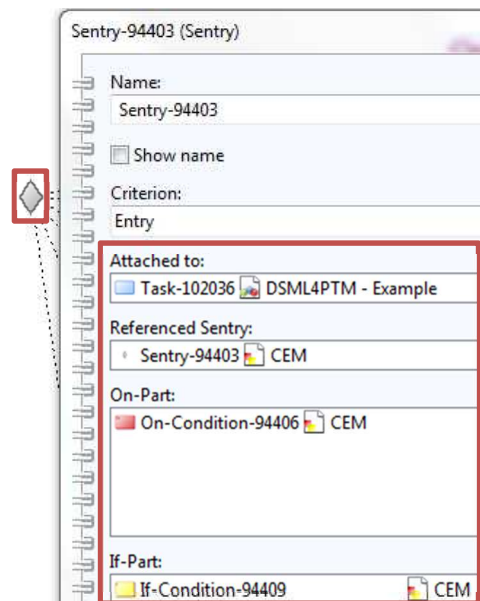 Sentry-94403 (Sentry)
Name:
Sentry-94403
Show name
Criterion:
Entry
Attached to:
Task-102036 DSML4PTM - Example
Referenced Sentry:
Sentry-94403 CEM
On-Part:
On-Condition-94406 CEM
If-Part:
If-Condition-94409 CEM